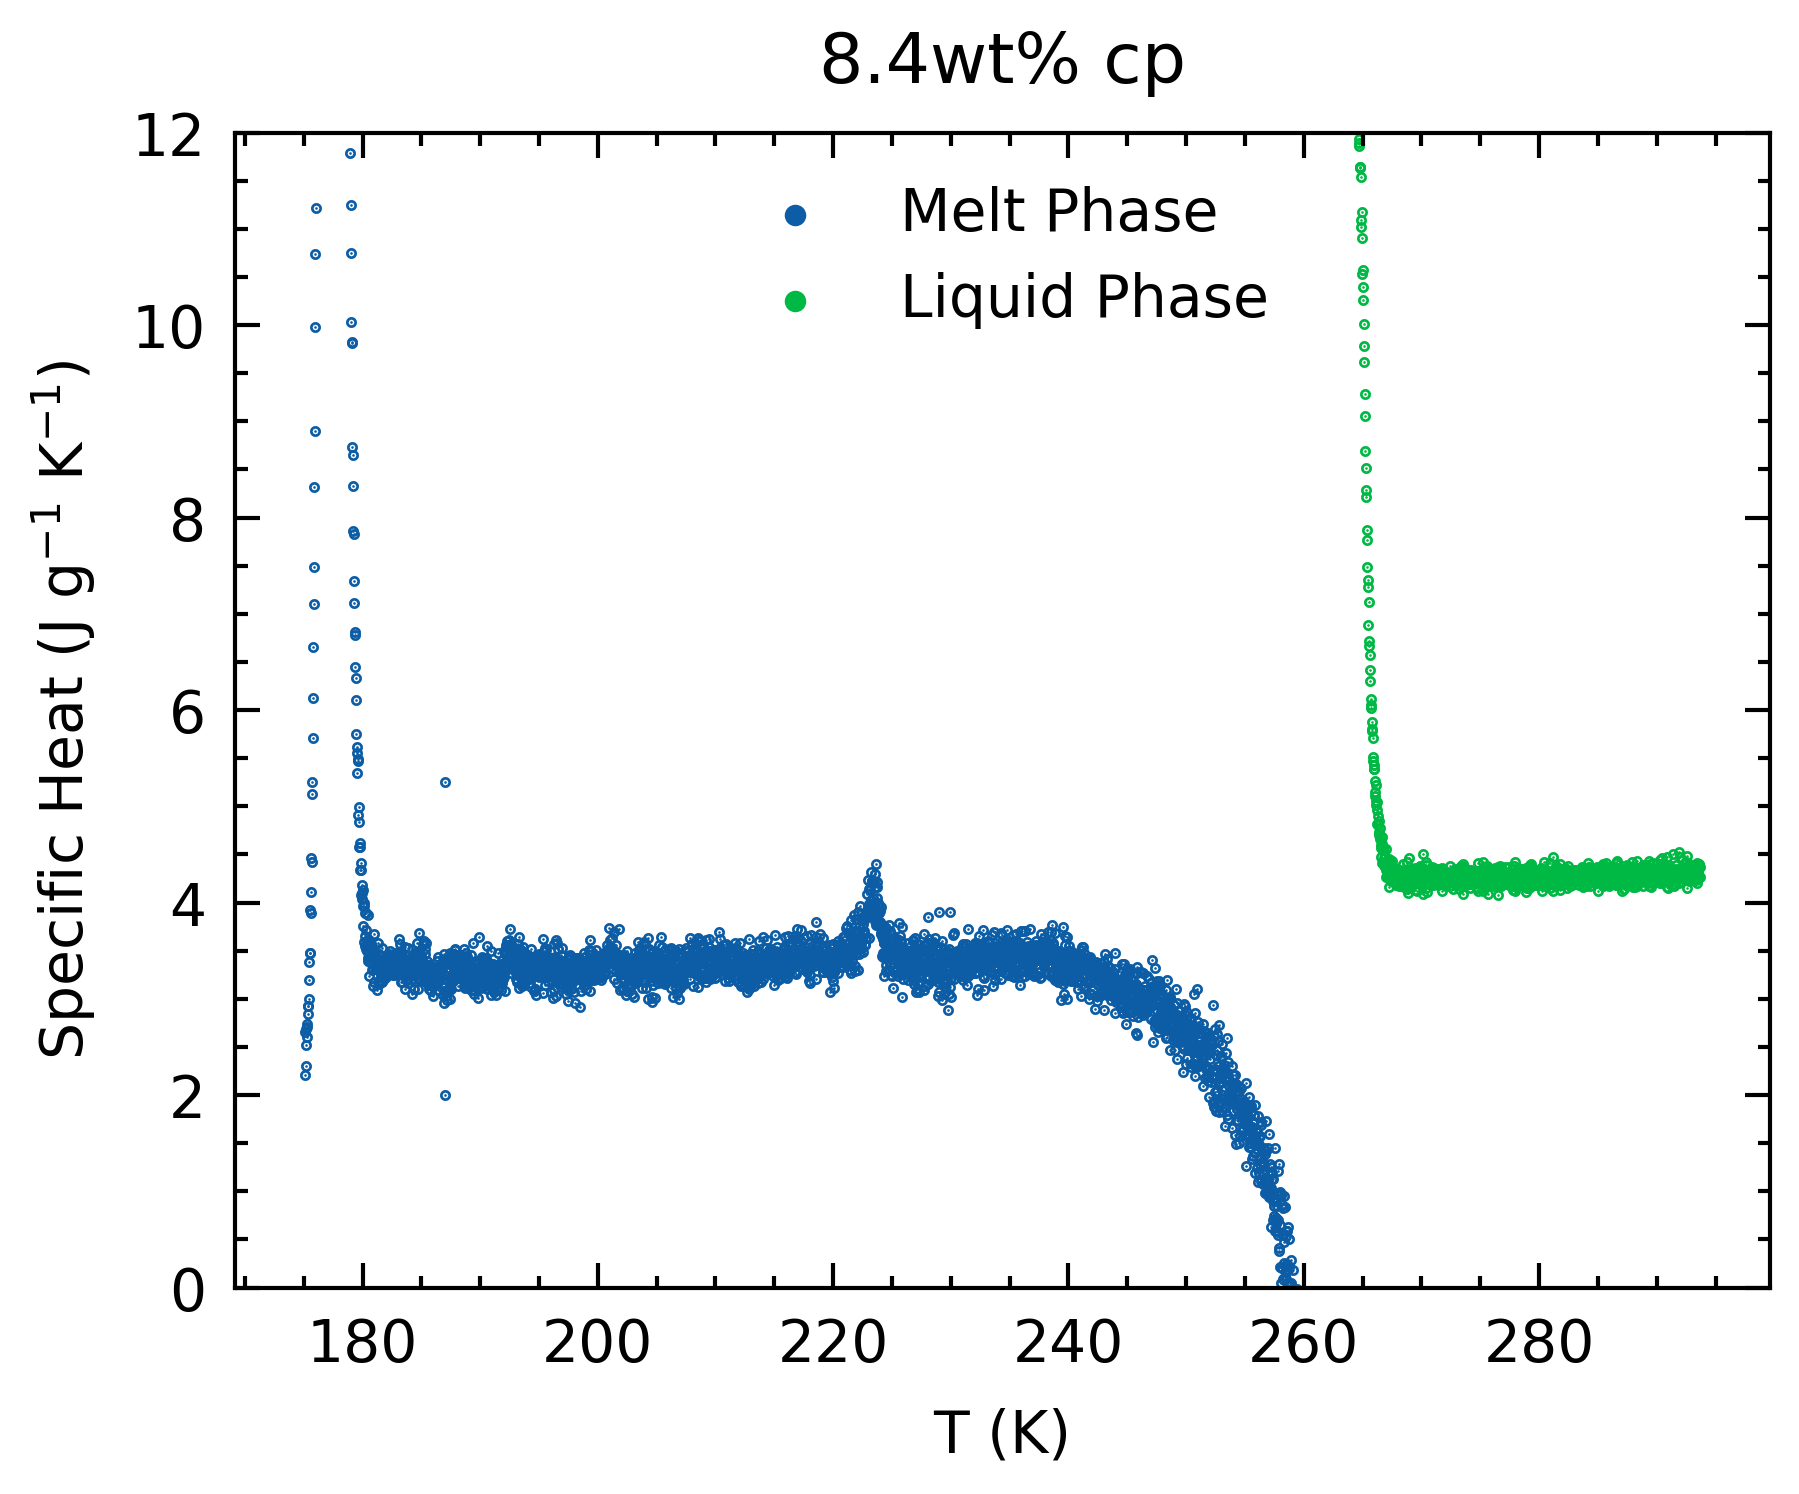 8.4wt% cp
12
10
8
6
4
2
0
Specific Heat (J g⁻¹ K⁻¹)
Melt Phase
Liquid Phase
180 200 220 240 260 280
T (K)